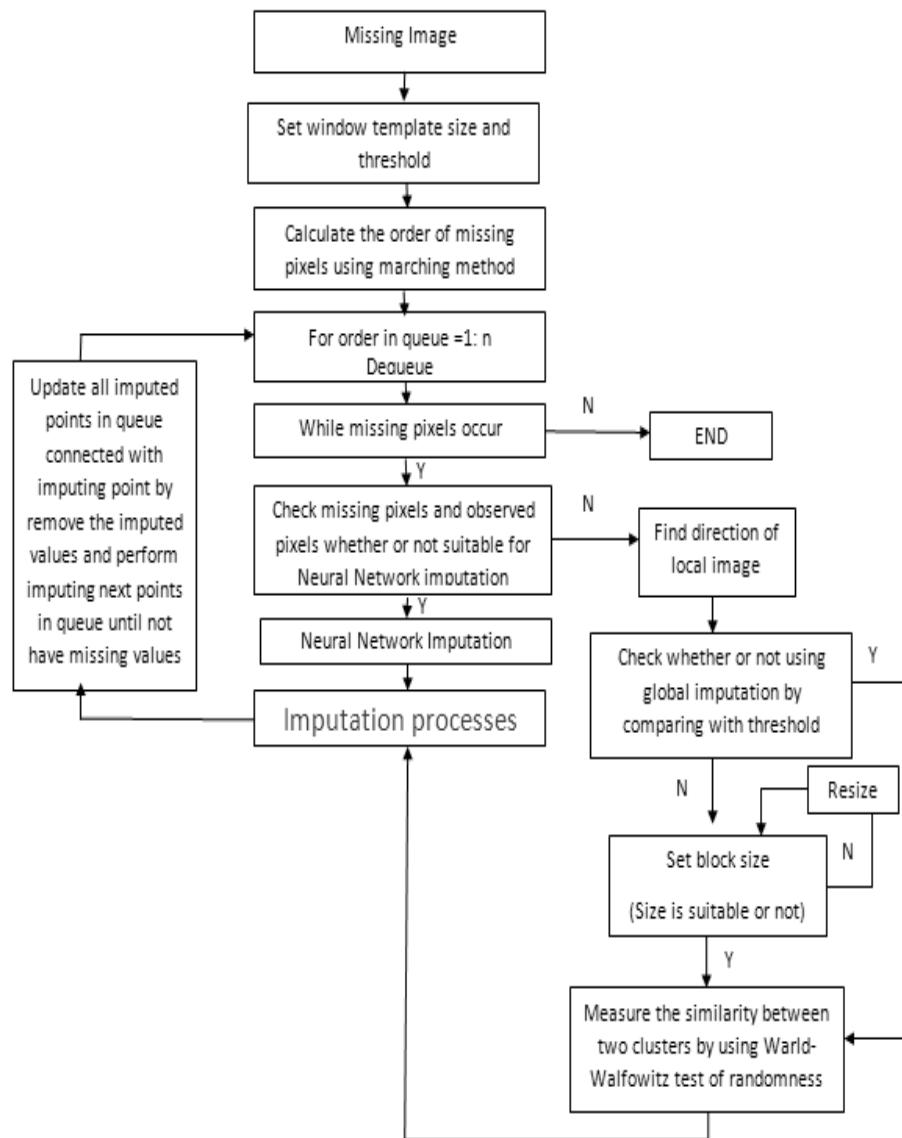 Missing Image
Set window template size and
threshold
Calculate the order of missing
pixels using marching method
For order in queue =1: n
Dequeue
While missing pixels occur
N
END
Y
Check missing pixels and observed
pixels whether or not suitable for
Neural Network imputation
N
Find direction of
local image
Y
Neural Network Imputation
Imputation processes
Update all imputed
points in queue
connected with
imputing point by
remove the imputed
values and perform
imputing next points
in queue until not
have missing values
Check whether or not using
global imputation by
comparing with threshold
Y
N
Resize
Set block size
(Size is suitable or not)
N
Y
Measure the similarity between
two clusters by using Warld-
Walfowitz test of randomness